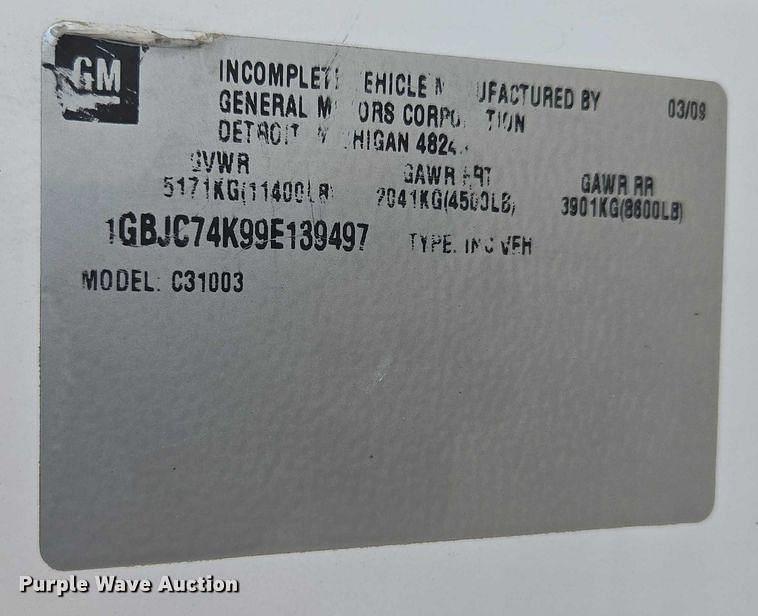 GM
INCOMPLETE VEHICLE MANUFACTURED BY
GENERAL MOTORS CORPORATION
DETROIT MICHIGAN
03/09
GVWR GAWR FRT GAWR RR
5171KG(11400LB) 2041KG(4500LB) 3901KG(8600LB)
1GBJC74K99E139497 TYPE: INC VEH
MODEL: C31003
Purple Wave Auction